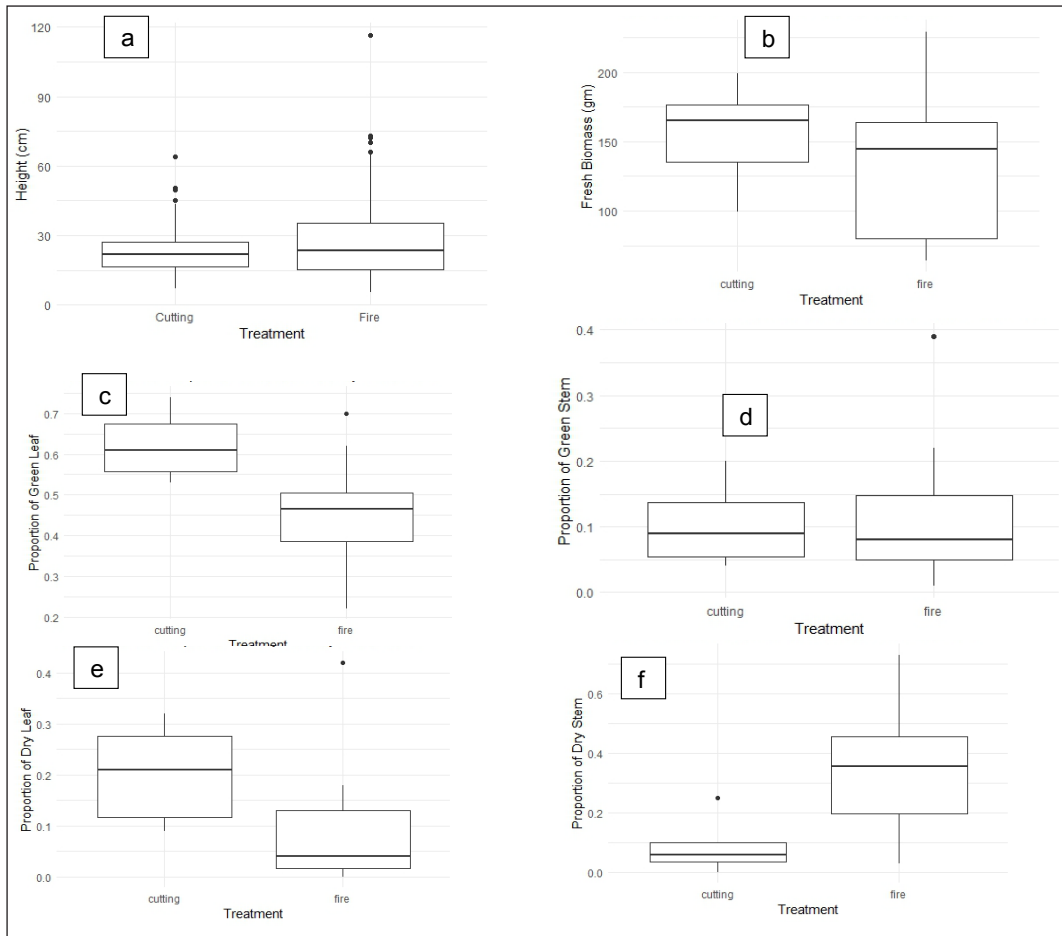 a
120
90
60
30
0
Height (cm)
Cutting
Fire
Treatment
b
200
150
100
Fresh Biomass (gm)
cutting
fire
Treatment
c
0.7
0.6
0.5
0.4
0.3
0.2
Proportion of Green Leaf
cutting
fire
Treatment
d
0.4
0.3
0.2
0.1
0.0
Proportion of Green Stem
cutting
fire
Treatment
e
0.4
0.3
0.2
0.1
0.0
Proportion of Dry Leaf
cutting
fire
Treatment
f
0.6
0.4
0.2
0.0
Proportion of Dry Stem
cutting
fire
Treatment